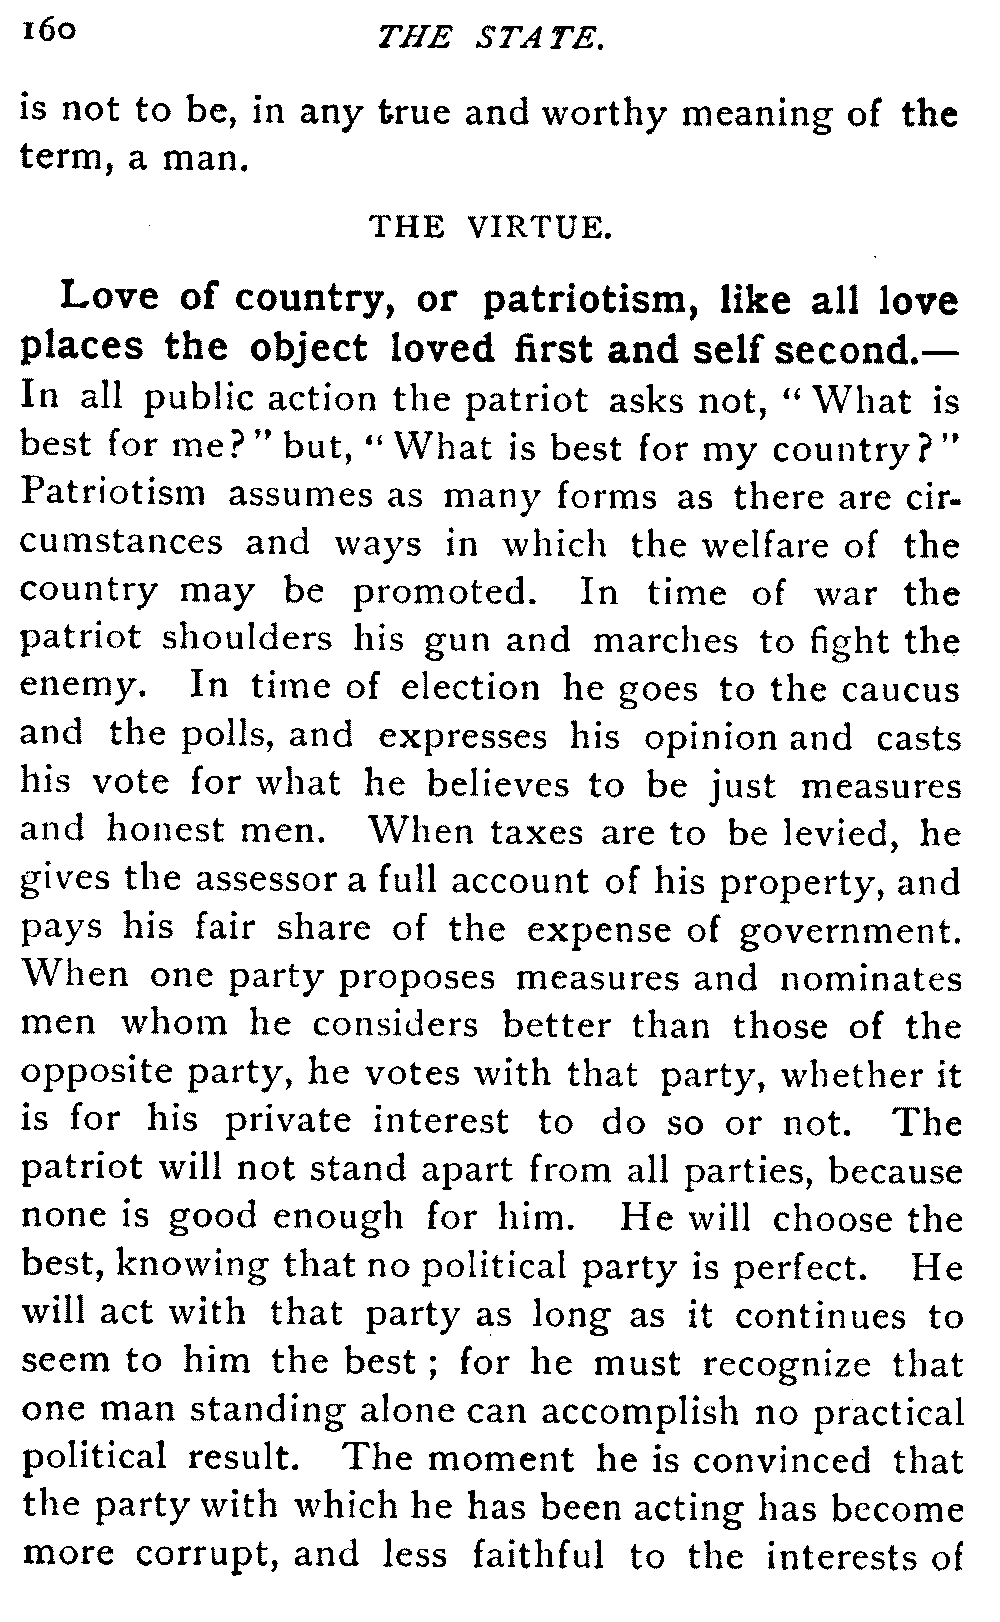 160 THE STATE.
is not to be, in any true and worthy meaning of the
term, a man.
THE VIRTUE.
Love of country, or patriotism, like all love
places the object loved first and self second.—
In all public action the patriot asks not, “ What is
best for me? ” but, “ What is best for my country? ”
Patriotism assumes as many forms as there are cir-
cumstances and ways in which the welfare of the
country may be promoted. In time of war the
patriot shoulders his gun and marches to fight the
enemy. In time of election he goes to the caucus
and the polls, and expresses his opinion and casts
his vote for what he believes to be just measures
and honest men. When taxes are to be levied, he
gives the assessor a full account of his property, and
pays his fair share of the expense of government.
When one party proposes measures and nominates
men whom he considers better than those of the
opposite party, he votes with that party, whether it
is for his private interest to do so or not. The
patriot will not stand apart from all parties, because
none is good enough for him. He will choose the
best, knowing that no political party is perfect. He
will act with that party as long as it continues to
seem to him the best ; for he must recognize that
one man standing alone can accomplish no practical
political result. The moment he is convinced that
the party with which he has been acting has become
more corrupt, and less faithful to the interests of